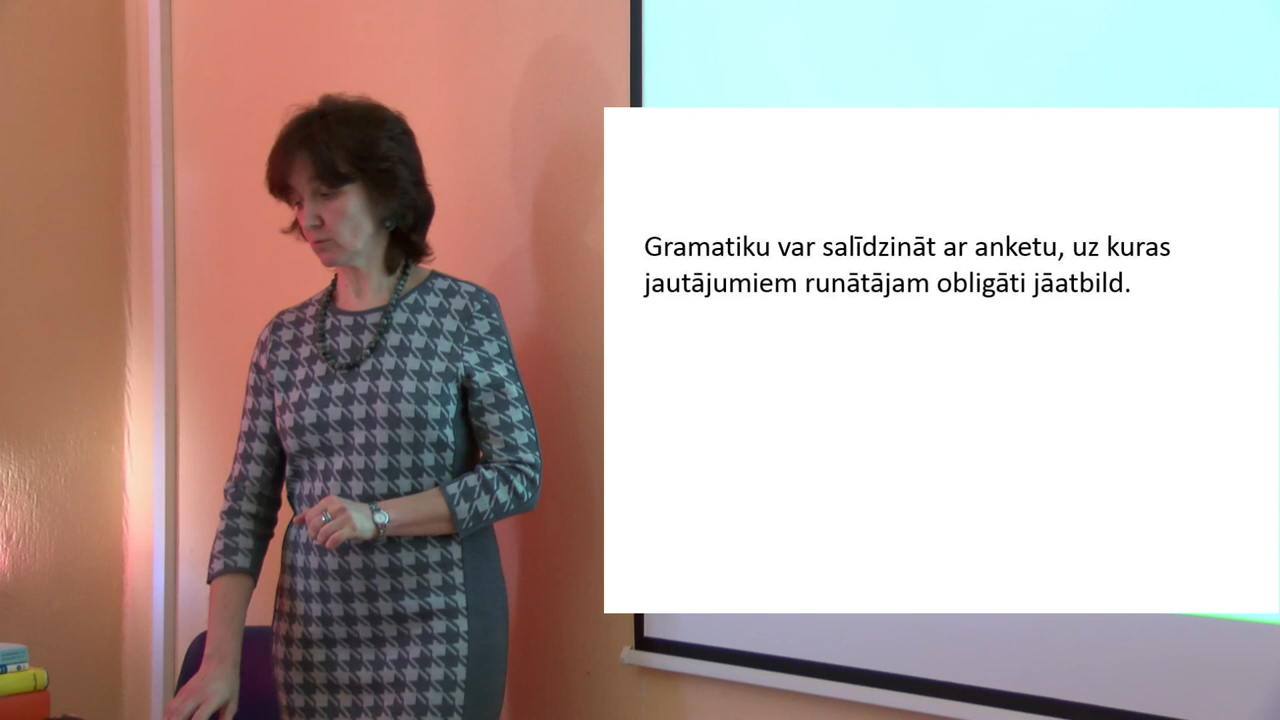 Gramatiku var salīdzināt ar anketu, uz kuras
jautājumiem runātājam obligāti jāatbild.